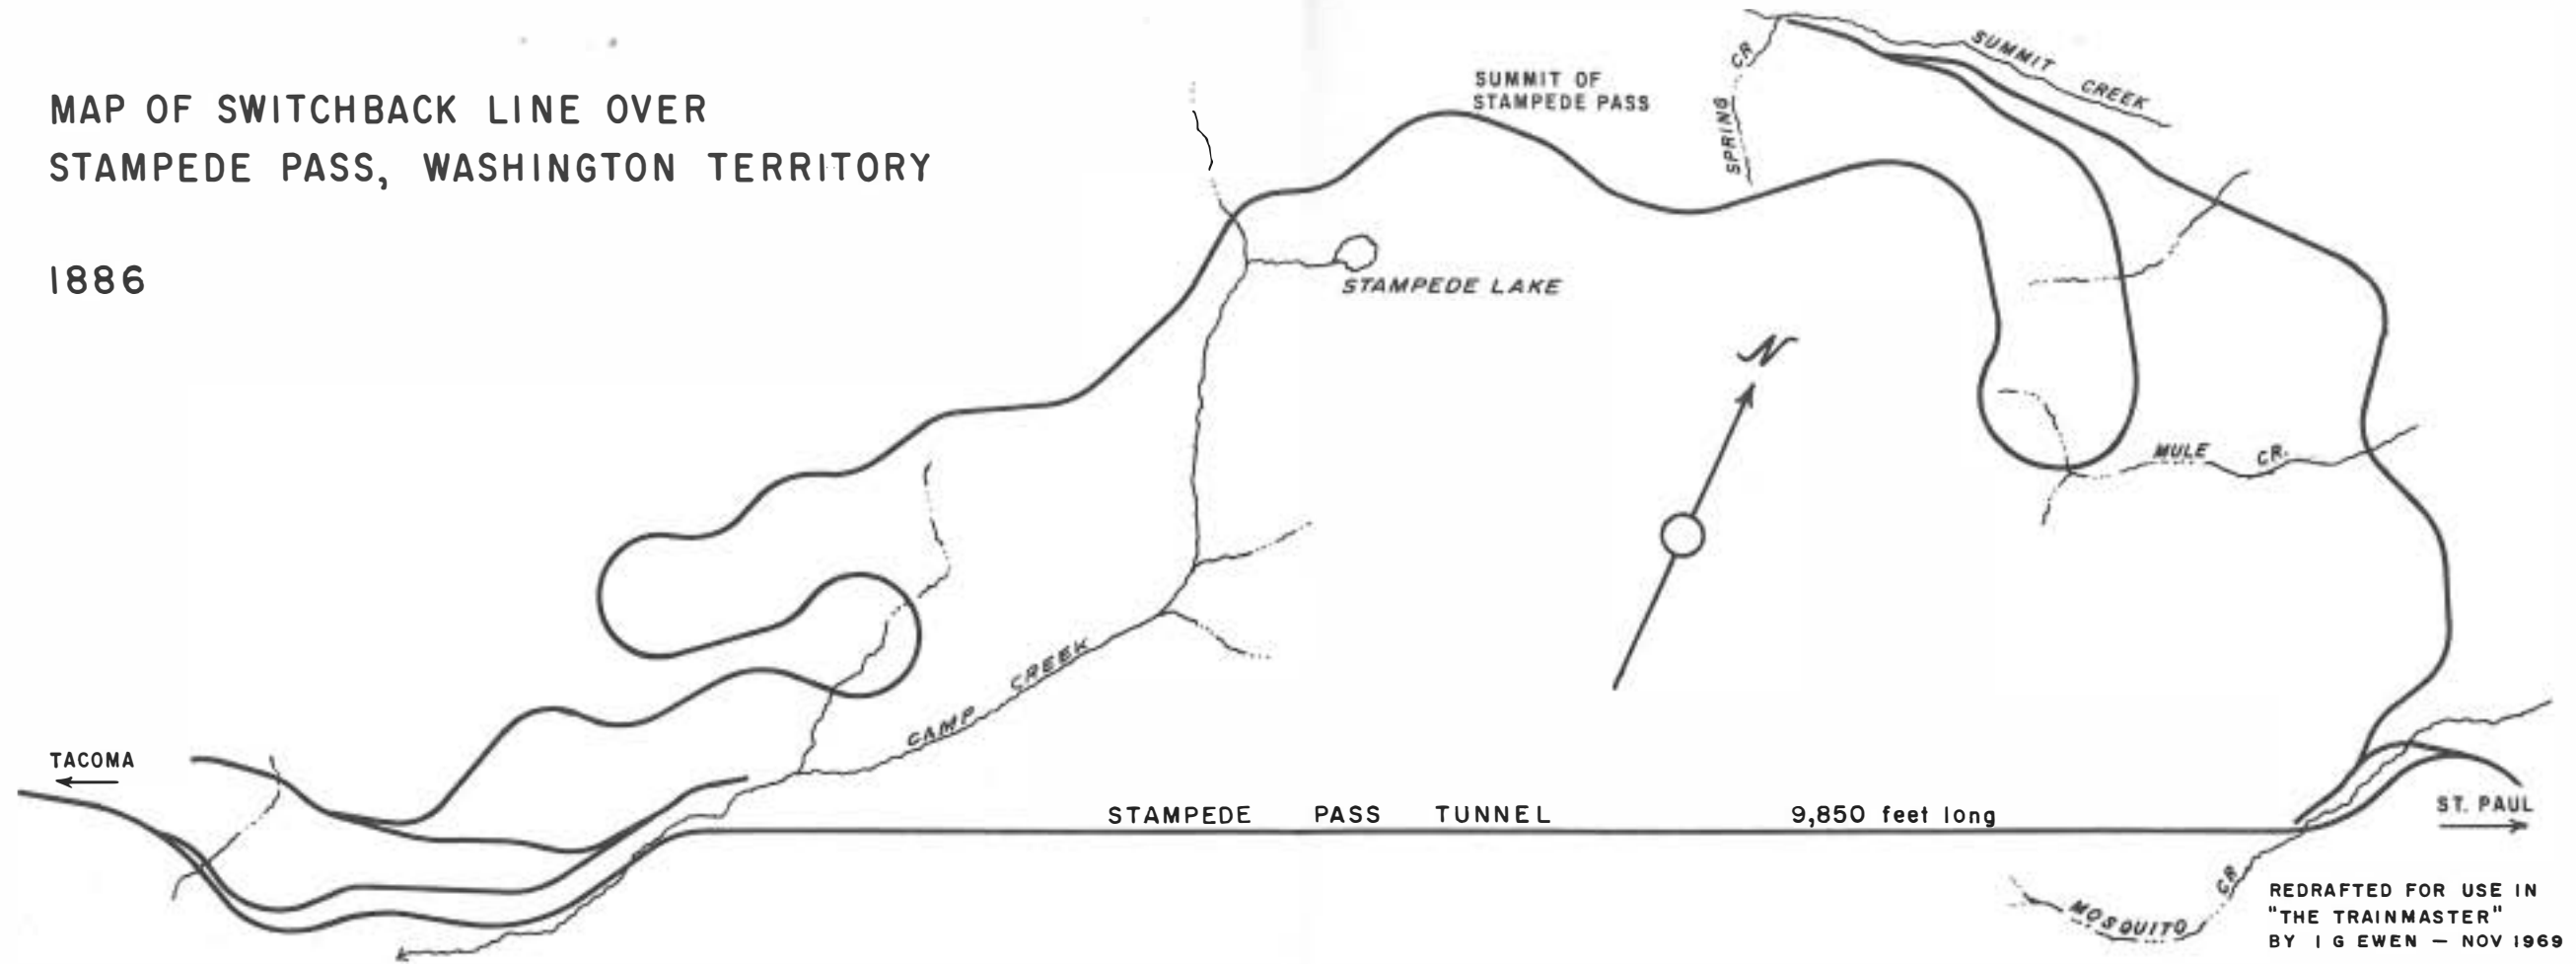 MAP OF SWITCHBACK LINE OVER
STAMPEDE PASS, WASHINGTON TERRITORY
1886
SUMMIT OF
STAMPEDE PASS
SPRING CR
SUMMIT CREEK
STAMPEDE LAKE
N
MULE CR.
CAMP CREEK
TACOMA
STAMPEDE PASS TUNNEL 9,850 feet long
ST. PAUL
MOSQUITO CR
REDRAFTED FOR USE IN
"THE TRAINMASTER"
BY I G EWEN — NOV 1969